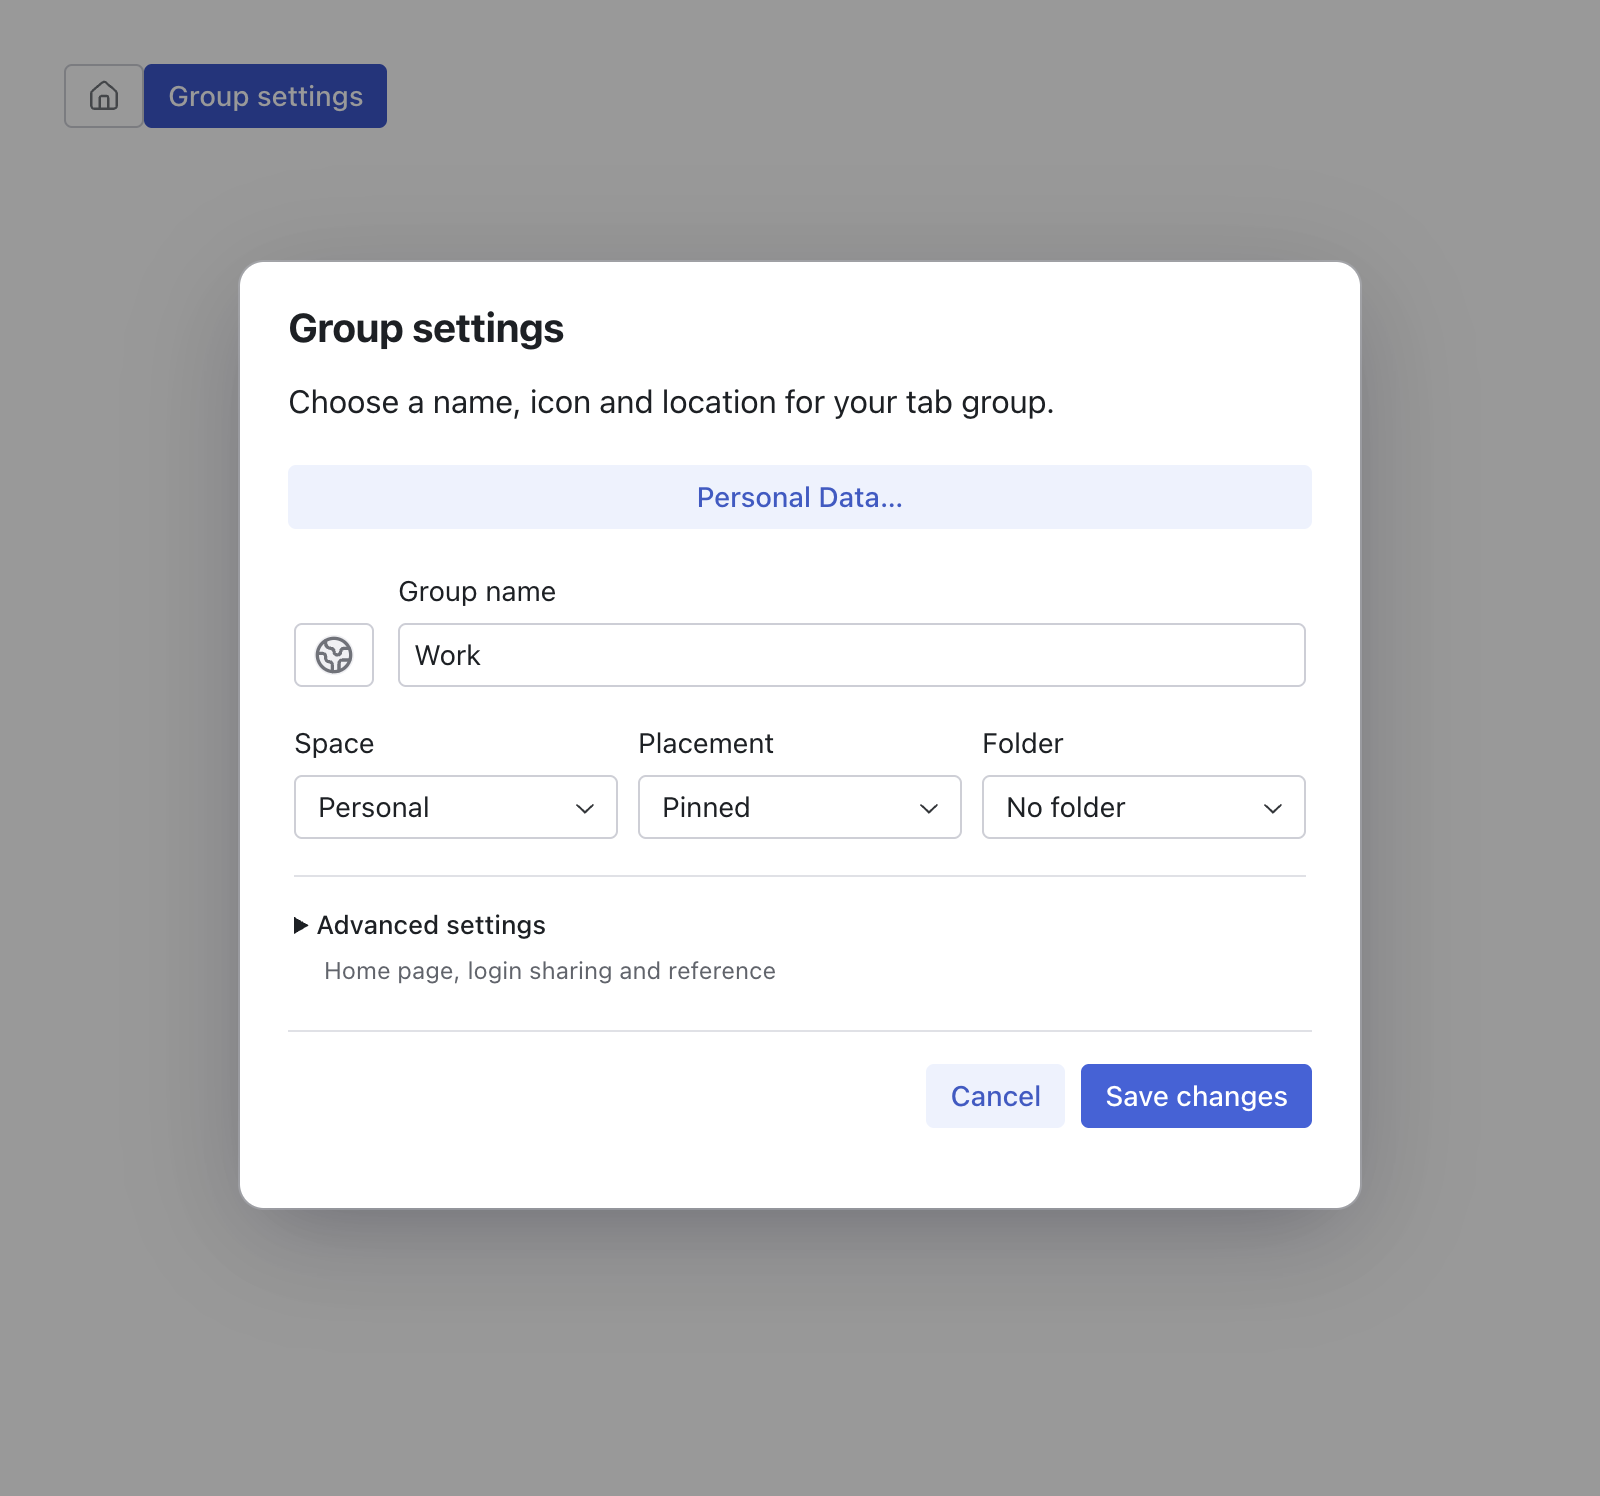 Group settings
Group settings
Choose a name, icon and location for your tab group.
Personal Data...
Group name
Work
Space
Placement
Folder
Personal
Pinned
No folder
Advanced settings
Home page, login sharing and reference
Cancel
Save changes